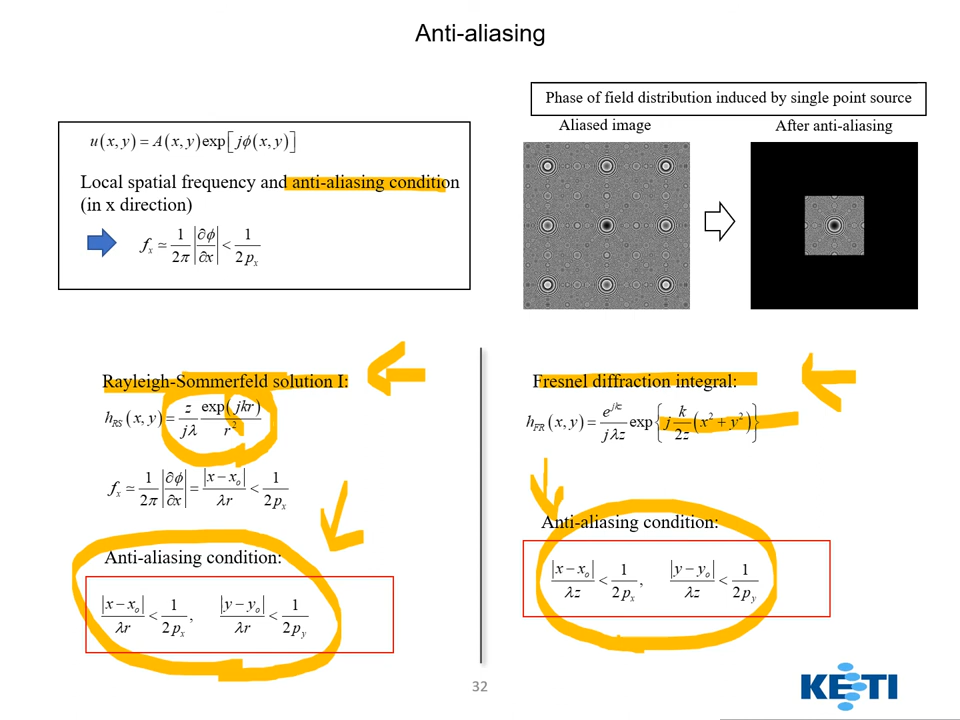 Anti-aliasing
Phase of field distribution induced by single point source
Aliased image
After anti-aliasing
u(x, y) = A(x, y)exp[jϕ(x, y)]
Local spatial frequency and anti-aliasing condition
(in x direction)
f_x ≃ 1/2π |∂ϕ/∂x| < 1/2p_x
Rayleigh-Sommerfeld solution I:
h_RS(x, y) = z/jλ exp(jkr)/r^2
f_x ≃ 1/2π |∂ϕ/∂x| = |x − x_o|/λr < 1/2p_x
Anti-aliasing condition:
|x − x_o|/λr < 1/2p_x, |y − y_o|/λr < 1/2p_y
Fresnel diffraction integral:
h_FR(x, y) = e^jkz/jλz exp{j k/2z (x^2 + y^2)}
Anti-aliasing condition:
|x − x_o|/λz < 1/2p_x, |y − y_o|/λz < 1/2p_y
32
KETI